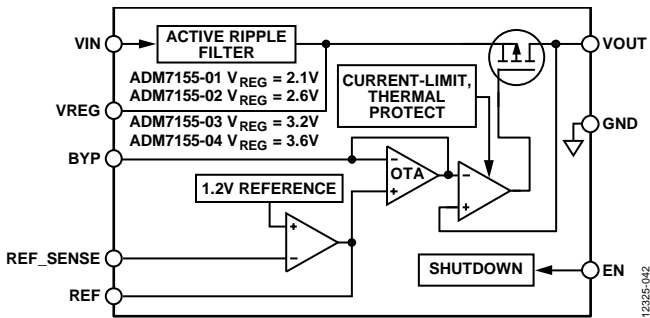 VIN
ACTIVE RIPPLE
FILTER
VOUT
ADM7155-01 VREG = 2.1V
ADM7155-02 VREG = 2.6V
CURRENT-LIMIT,
THERMAL
PROTECT
VREG
ADM7155-03 VREG = 3.2V
ADM7155-04 VREG = 3.6V
GND
BYP
−
OTA
+
−
+
1.2V REFERENCE
+
−
REF_SENSE
REF
SHUTDOWN
EN
12325-042